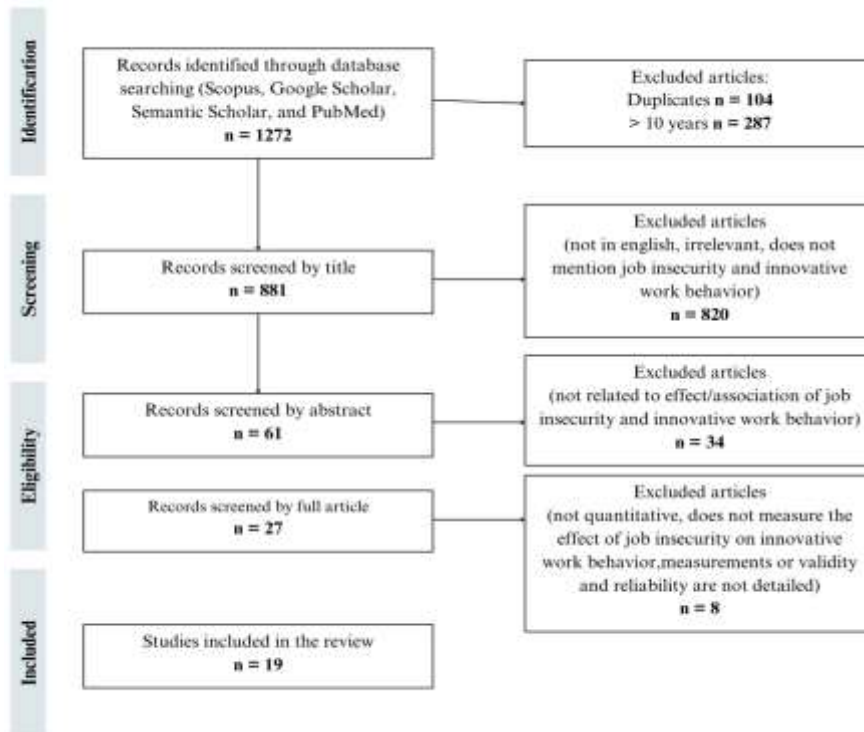 Identification
Records identified through database
searching (Scopus, Google Scholar,
Semantic Scholar, and PubMed)
n = 1272
Excluded articles:
Duplicates n = 104
> 10 years n = 287
Screening
Records screened by title
n = 881
Excluded articles
(not in english, irrelevant, does not
mention job insecurity and innovative
work behavior)
n = 820
Eligibility
Records screened by abstract
n = 61
Excluded articles
(not related to effect/association of job
insecurity and innovative work behavior)
n = 34
Records screened by full article
n = 27
Excluded articles
(not quantitative, does not measure the
effect of job insecurity on innovative
work behavior,measurements or validity
and reliability are not detailed)
n = 8
Included
Studies included in the review
n = 19